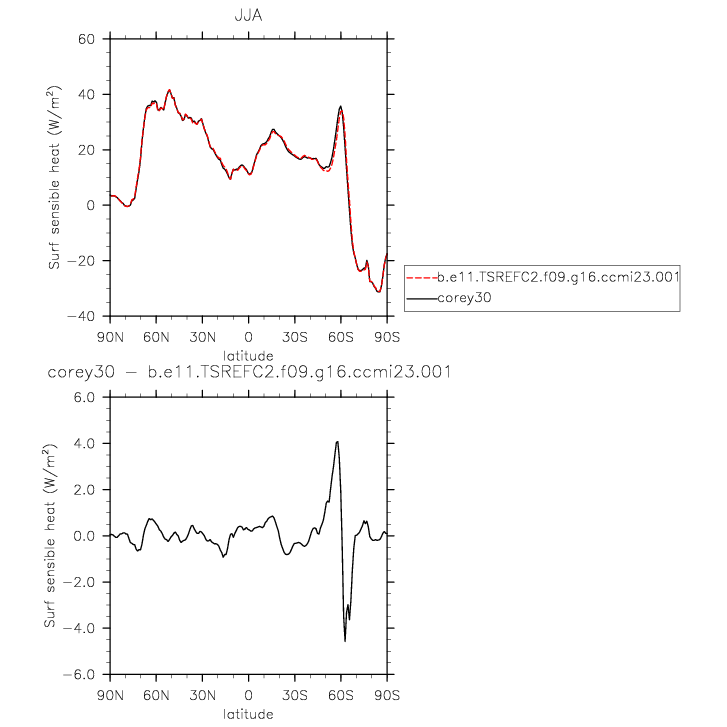 JJA
60
40
20
0
−20
−40
Surf sensible heat (W/m²)
90N 60N 30N 0 30S 60S 90S
latitude
b.e11.TSREFC2.f09.g16.ccmi23.001
corey30
corey30 − b.e11.TSREFC2.f09.g16.ccmi23.001
6.0
4.0
2.0
0.0
−2.0
−4.0
−6.0
Surf sensible heat (W/m²)
90N 60N 30N 0 30S 60S 90S
latitude